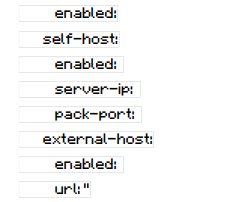 enabled:
self-host:
enabled:
server-ip:
pack-port:
external-host:
enabled:
url: "